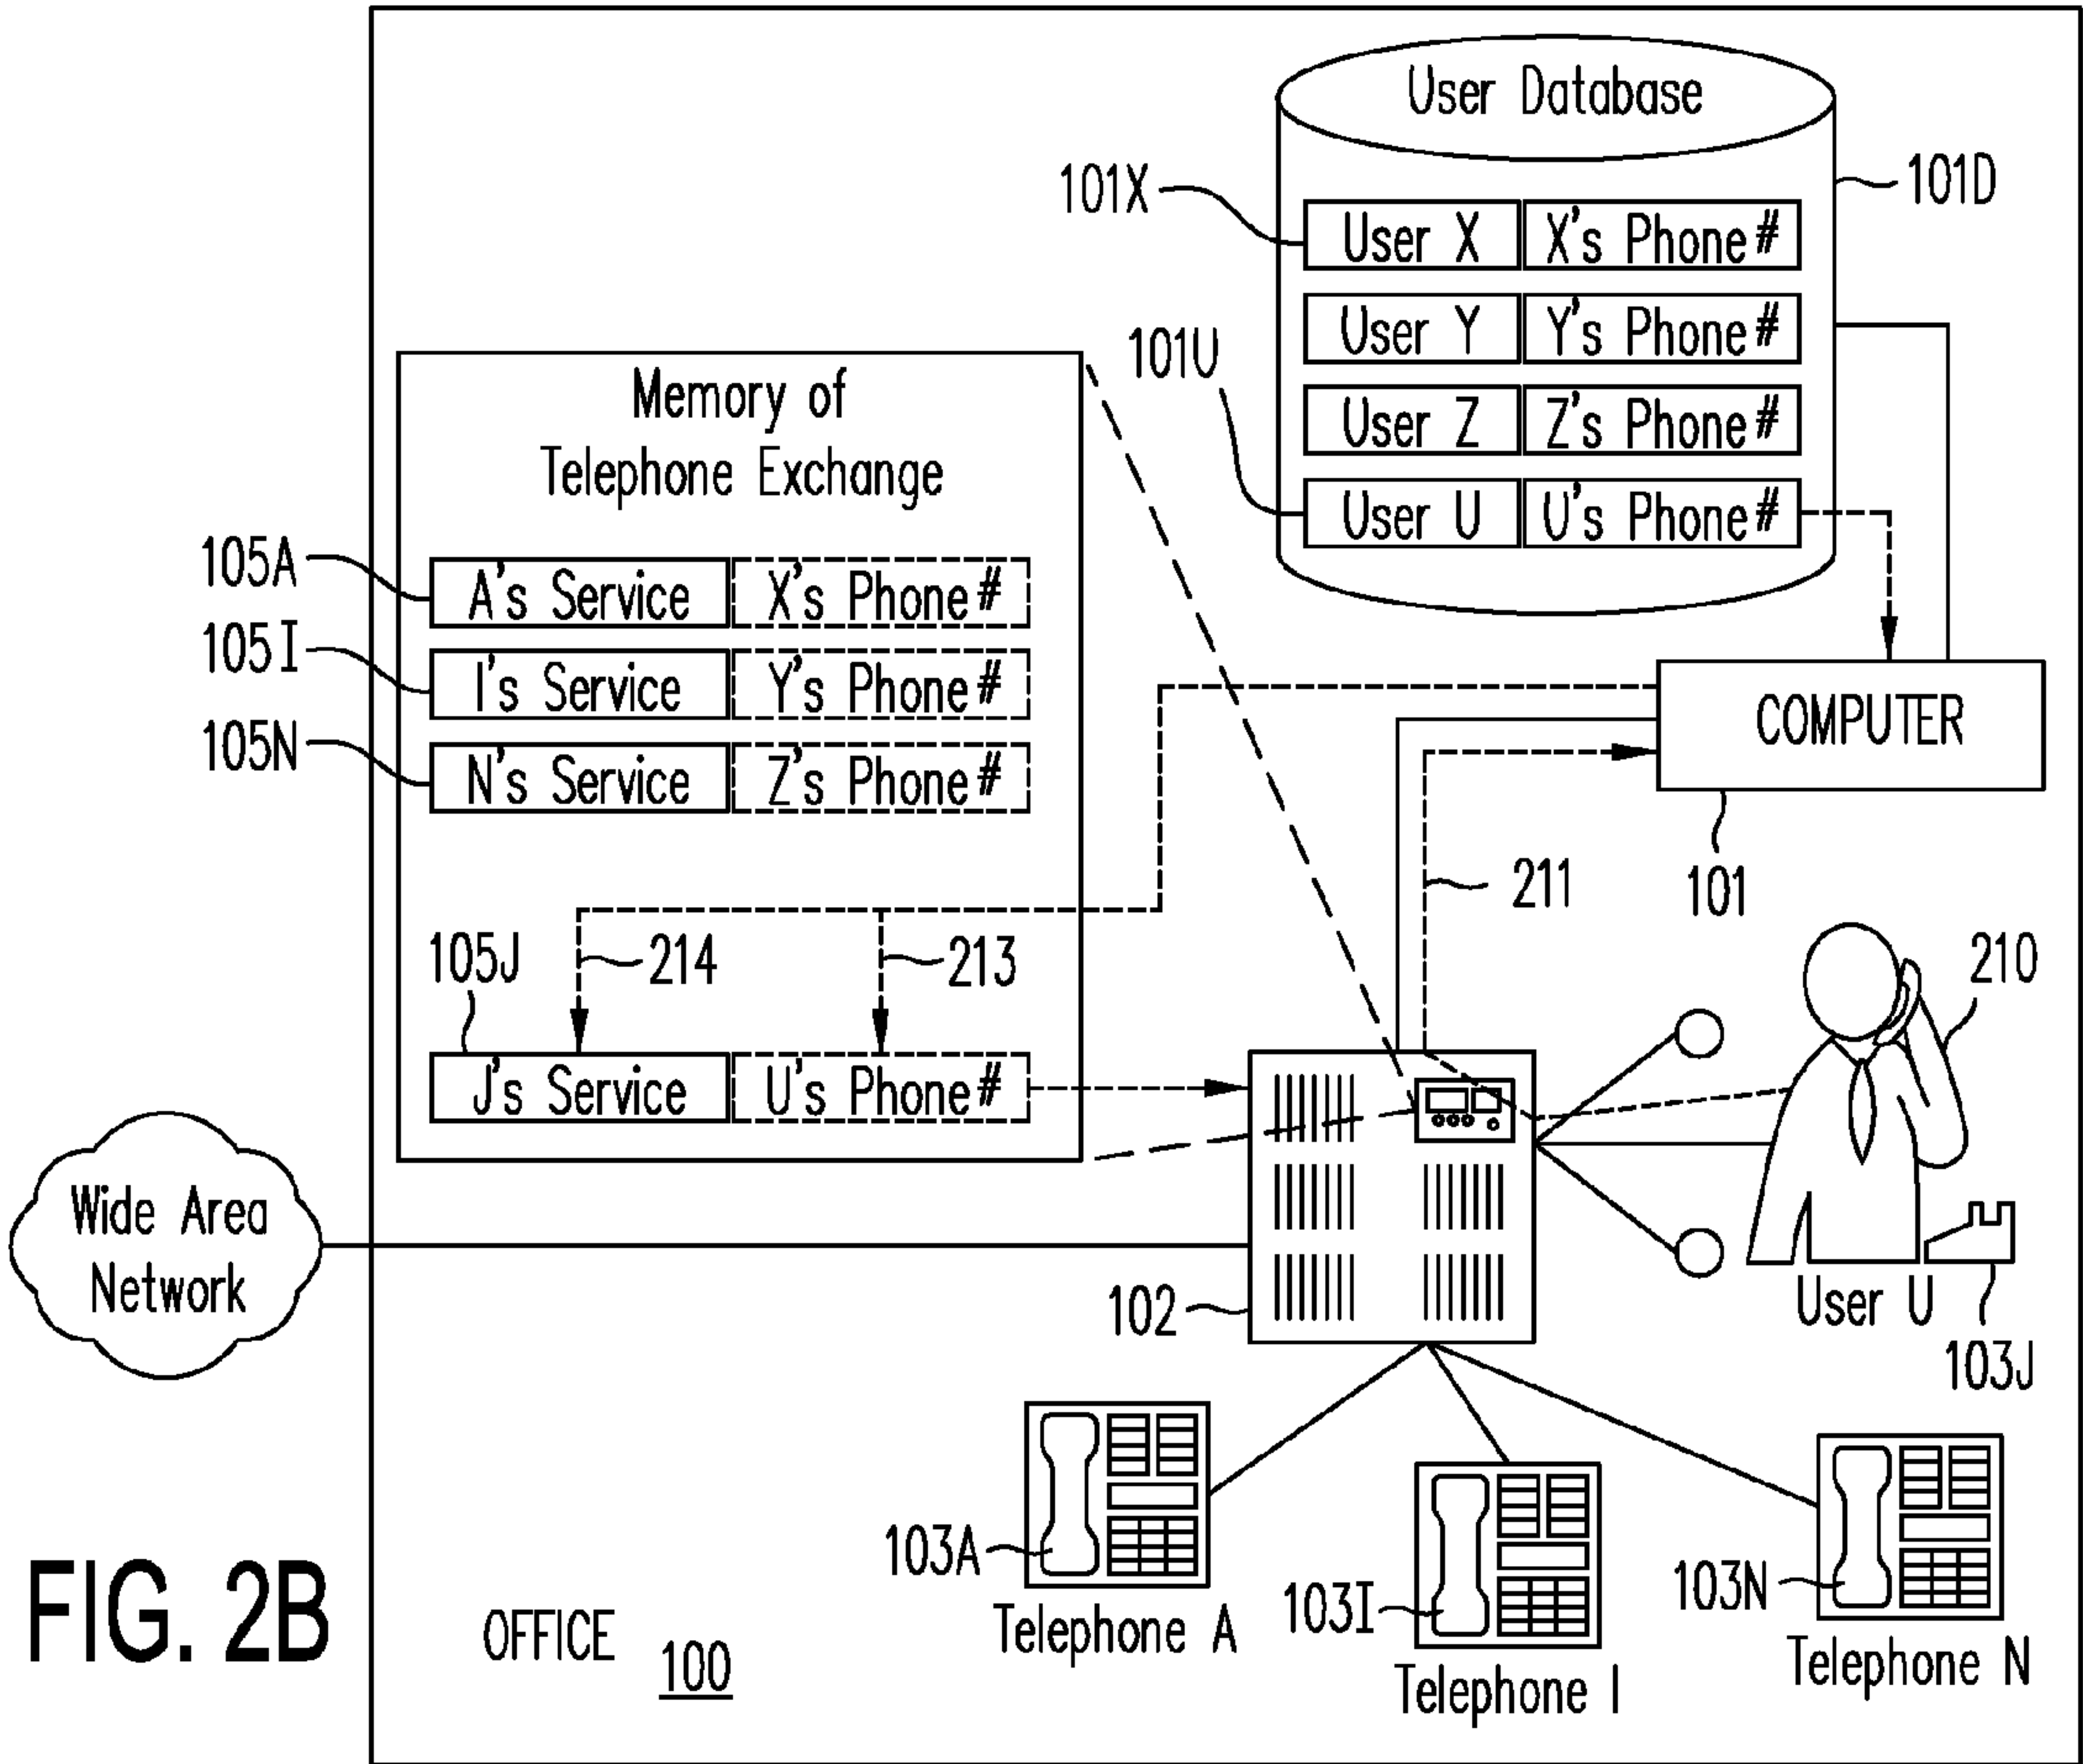 User Database
101X
101D
User X
X's Phone#
User Y
Y's Phone#
101U
User Z
Z's Phone#
User U
U's Phone#
Memory of
Telephone Exchange
105A
A's Service
X's Phone#
105I
I's Service
Y's Phone#
105N
N's Service
Z's Phone#
COMPUTER
101
211
105J
214
213
210
J's Service
U's Phone#
Wide Area
Network
102
User U
103J
103A
Telephone A
103I
Telephone I
103N
Telephone N
FIG. 2B
OFFICE
100